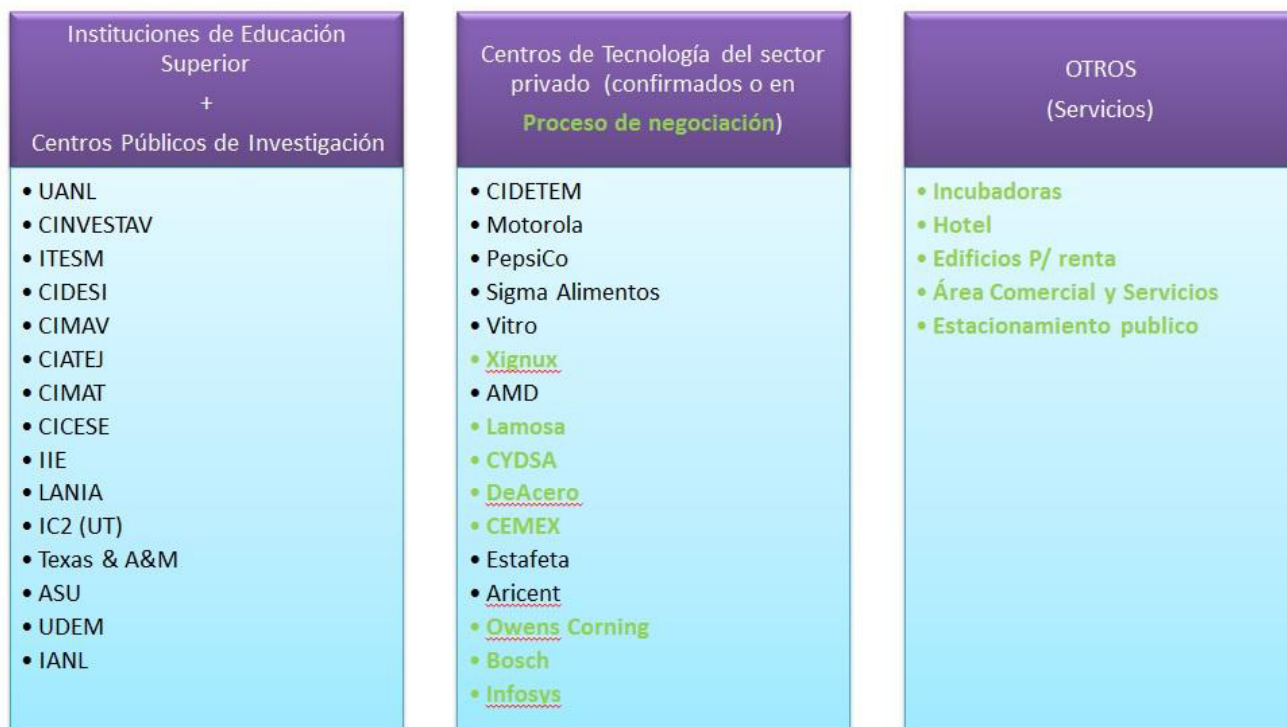 Instituciones de Educación
Superior
+
Centros Públicos de Investigación
• UANL
• CINVESTAV
• ITESM
• CIDESI
• CIMAV
• CIATEJ
• CIMAT
• CICESE
• IIE
• LANIA
• IC2 (UT)
• Texas & A&M
• ASU
• UDEM
• IANL
Centros de Tecnología del sector
privado (confirmados o en
Proceso de negociación)
• CIDETEM
• Motorola
• PepsiCo
• Sigma Alimentos
• Vitro
• Xignux
• AMD
• Lamosa
• CYDSA
• DeAcero
• CEMEX
• Estafeta
• Aricent
• Owens Corning
• Bosch
• Infosys
OTROS
(Servicios)
• Incubadoras
• Hotel
• Edificios P/ renta
• Área Comercial y Servicios
• Estacionamiento publico